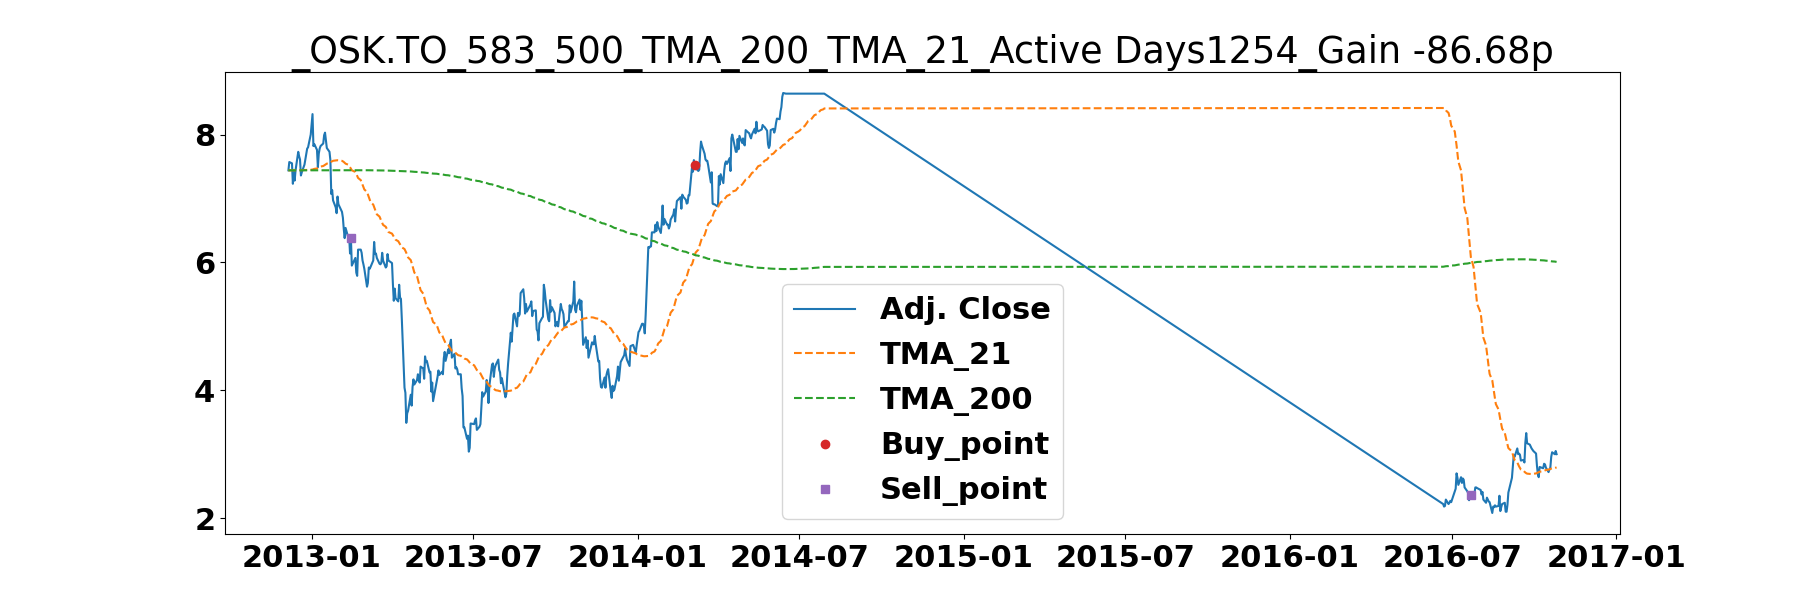 _OSK.TO_583_500_TMA_200_TMA_21_Active Days1254_Gain -86.68p
8
6
4
2
Adj. Close
TMA_21
TMA_200
Buy_point
Sell_point
2013-01 2013-07 2014-01 2014-07 2015-01 2015-07 2016-01 2016-07 2017-01